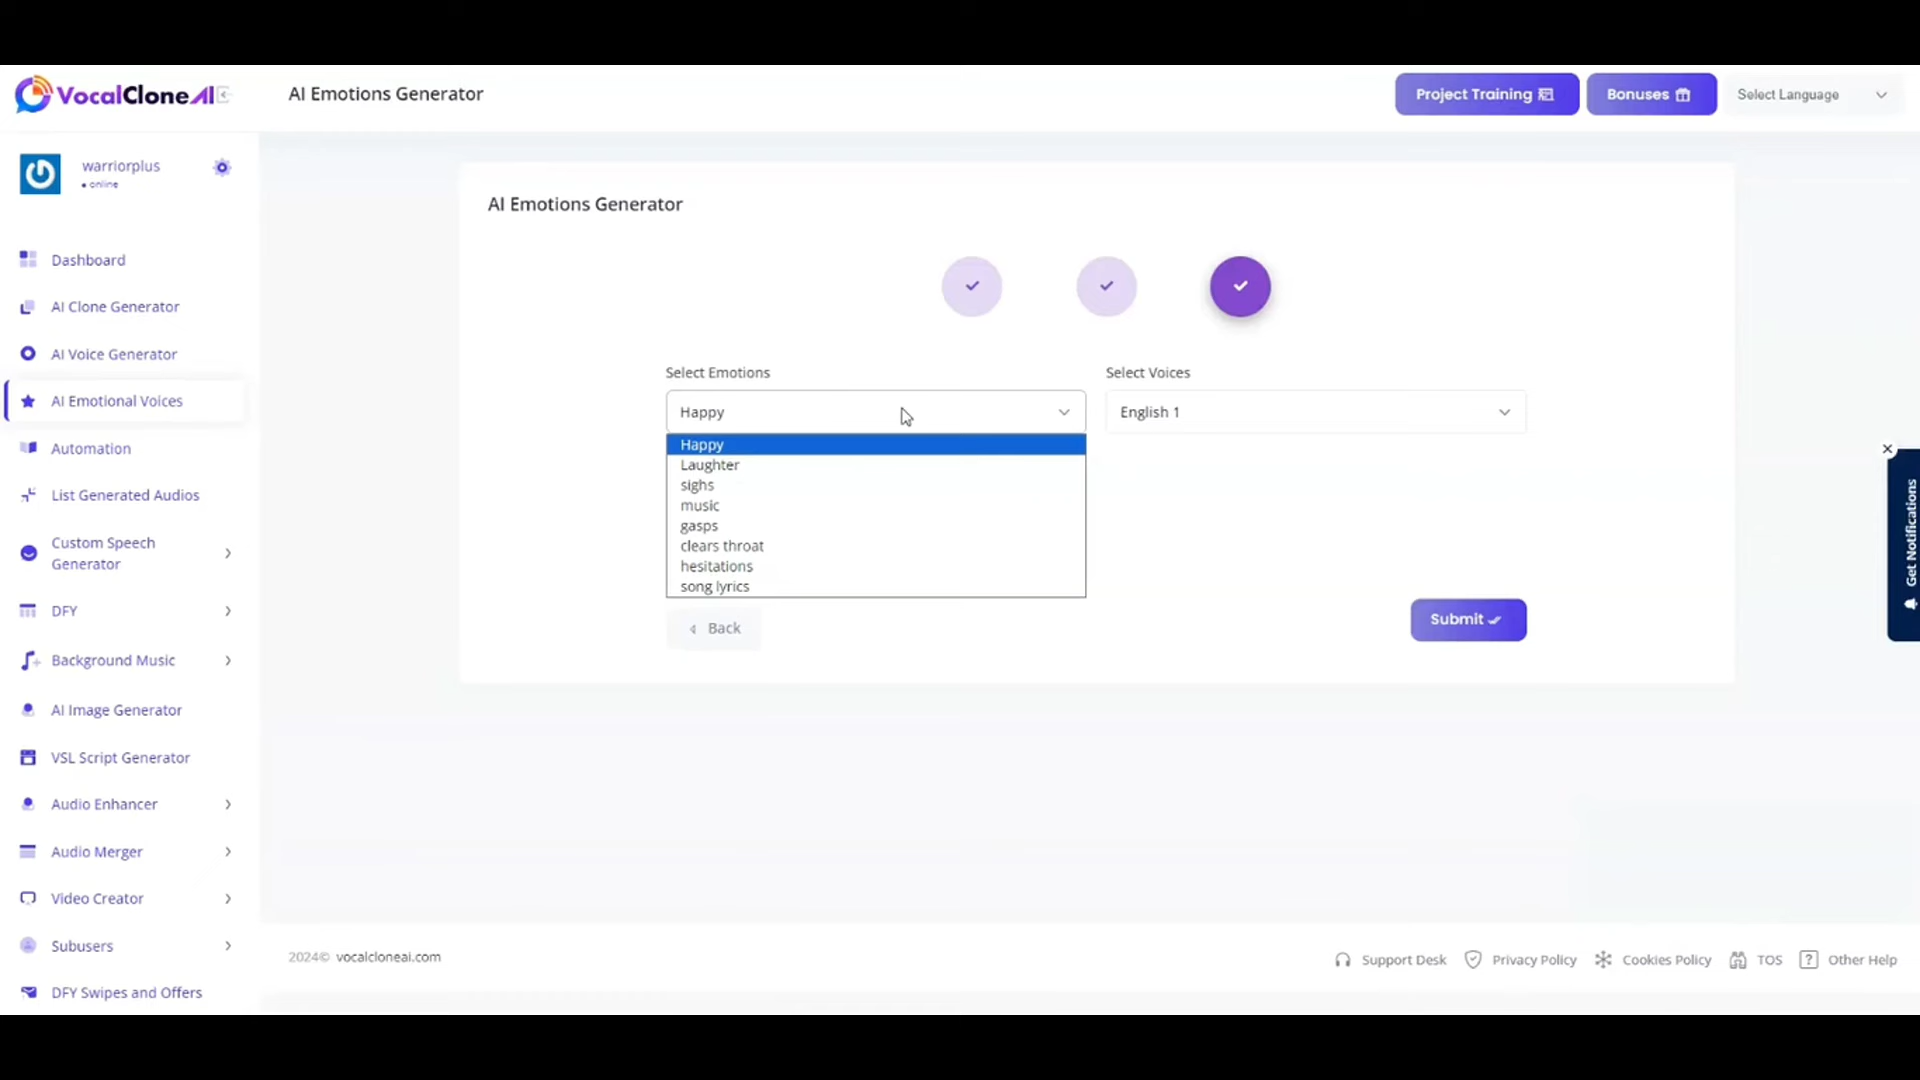 VocalCloneAI
AI Emotions Generator
Project Training
Bonuses
Select Language
warriorplus
online
Dashboard
AI Clone Generator
AI Voice Generator
AI Emotional Voices
Automation
List Generated Audios
Custom Speech
Generator
DFY
Background Music
AI Image Generator
VSL Script Generator
Audio Enhancer
Audio Merger
Video Creator
Subusers
DFY Swipes and Offers
AI Emotions Generator
Select Emotions
Select Voices
Happy
English 1
Happy
Laughter
sighs
music
gasps
clears throat
hesitations
song lyrics
Back
Submit
Get Notifications
2024© vocalcloneai.com
Support Desk
Privacy Policy
Cookies Policy
TOS
Other Help